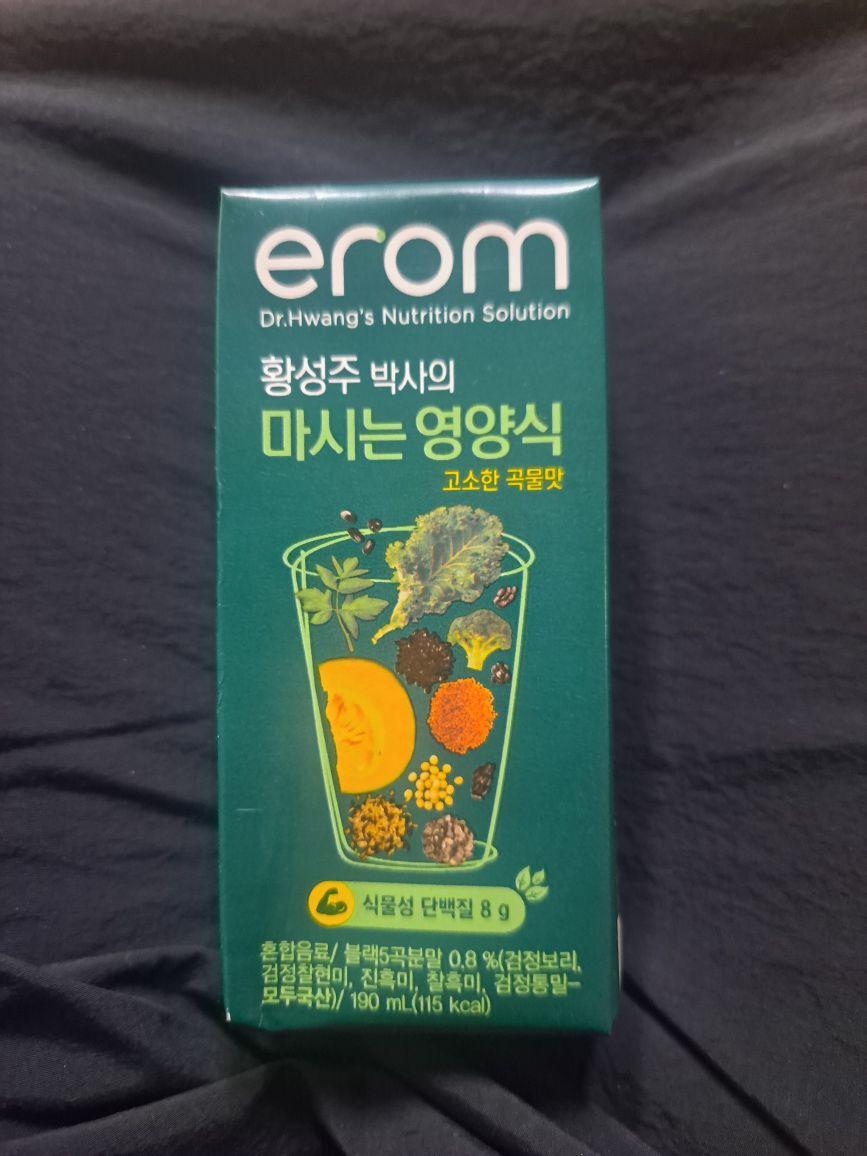 erom
Dr.Hwang's Nutrition Solution
황성주 박사의
마시는 영양식
고소한 곡물맛
식물성 단백질 8 g
혼합음료/ 블랙5곡분말 0.8 %(검정보리,
검정찰현미, 진흑미, 찰흑미, 검정통밀-
모두국산)/ 190 mL(115 kcal)